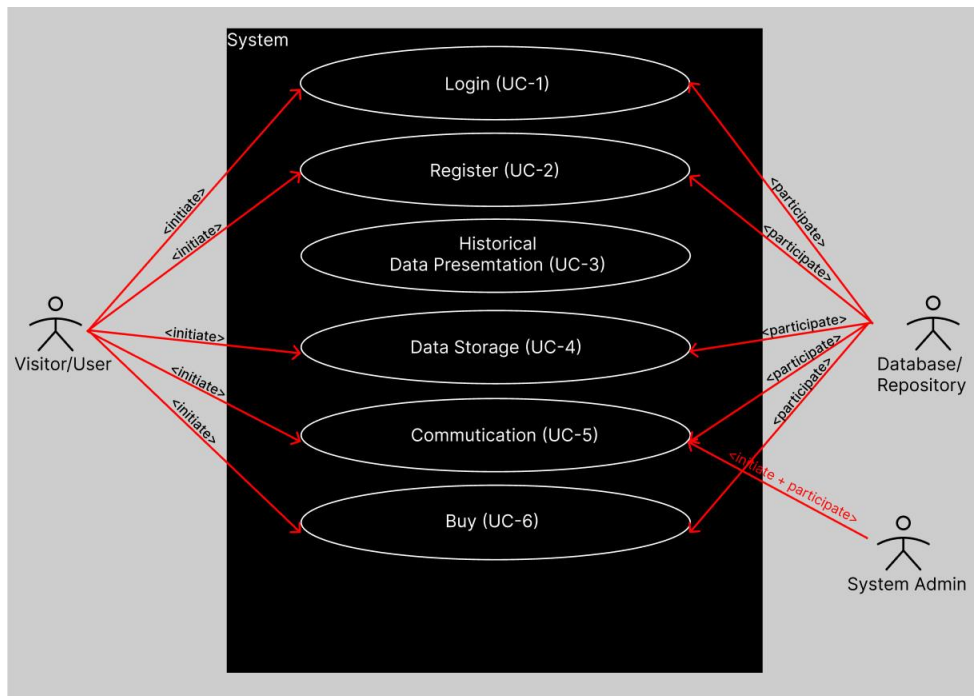 System
Login (UC-1)
Register (UC-2)
Historical
Data Presemtation (UC-3)
Data Storage (UC-4)
Commutication (UC-5)
Buy (UC-6)
<initiate>
<initiate>
<initiate>
<initiate>
<initiate>
Visitor/User
<participate>
<participate>
<participate>
<participate>
<participate>
Database/
Repository
<initiate + participate>
System Admin